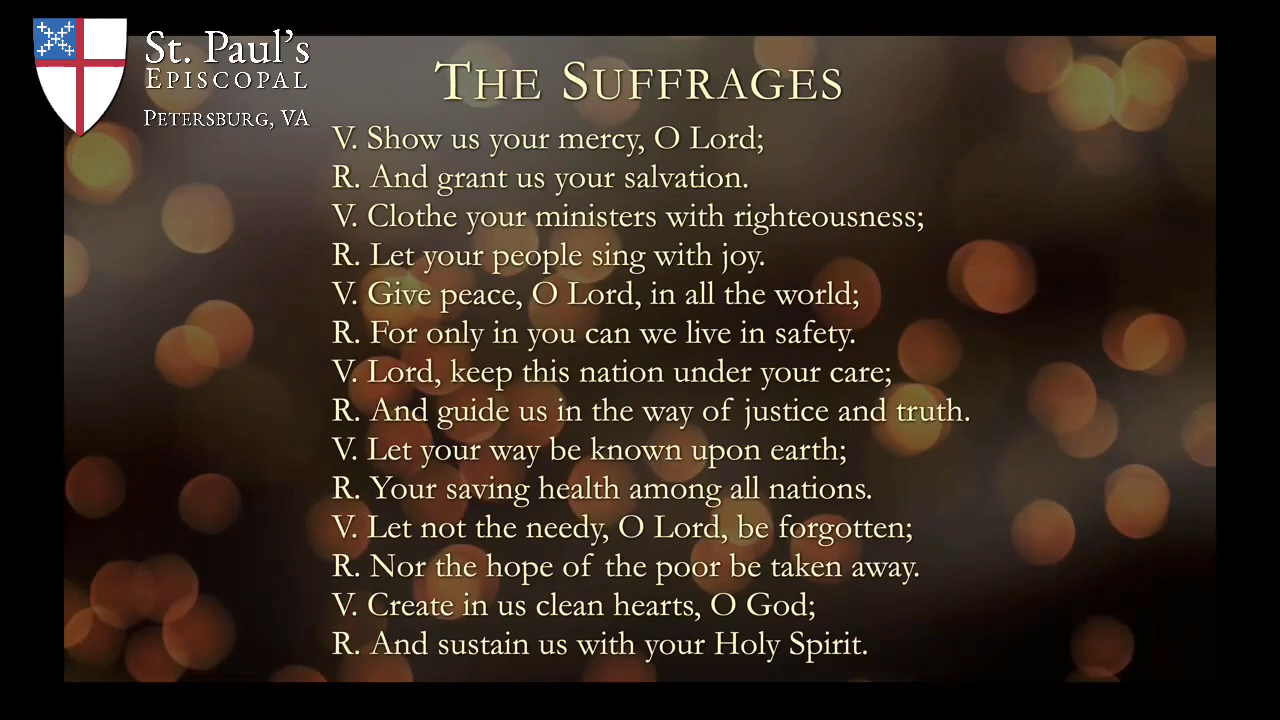 St. Paul's
Episcopal
Petersburg, VA
The Suffrages
V. Show us your mercy, O Lord;
R. And grant us your salvation.
V. Clothe your ministers with righteousness;
R. Let your people sing with joy.
V. Give peace, O Lord, in all the world;
R. For only in you can we live in safety.
V. Lord, keep this nation under your care;
R. And guide us in the way of justice and truth.
V. Let your way be known upon earth;
R. Your saving health among all nations.
V. Let not the needy, O Lord, be forgotten;
R. Nor the hope of the poor be taken away.
V. Create in us clean hearts, O God;
R. And sustain us with your Holy Spirit.